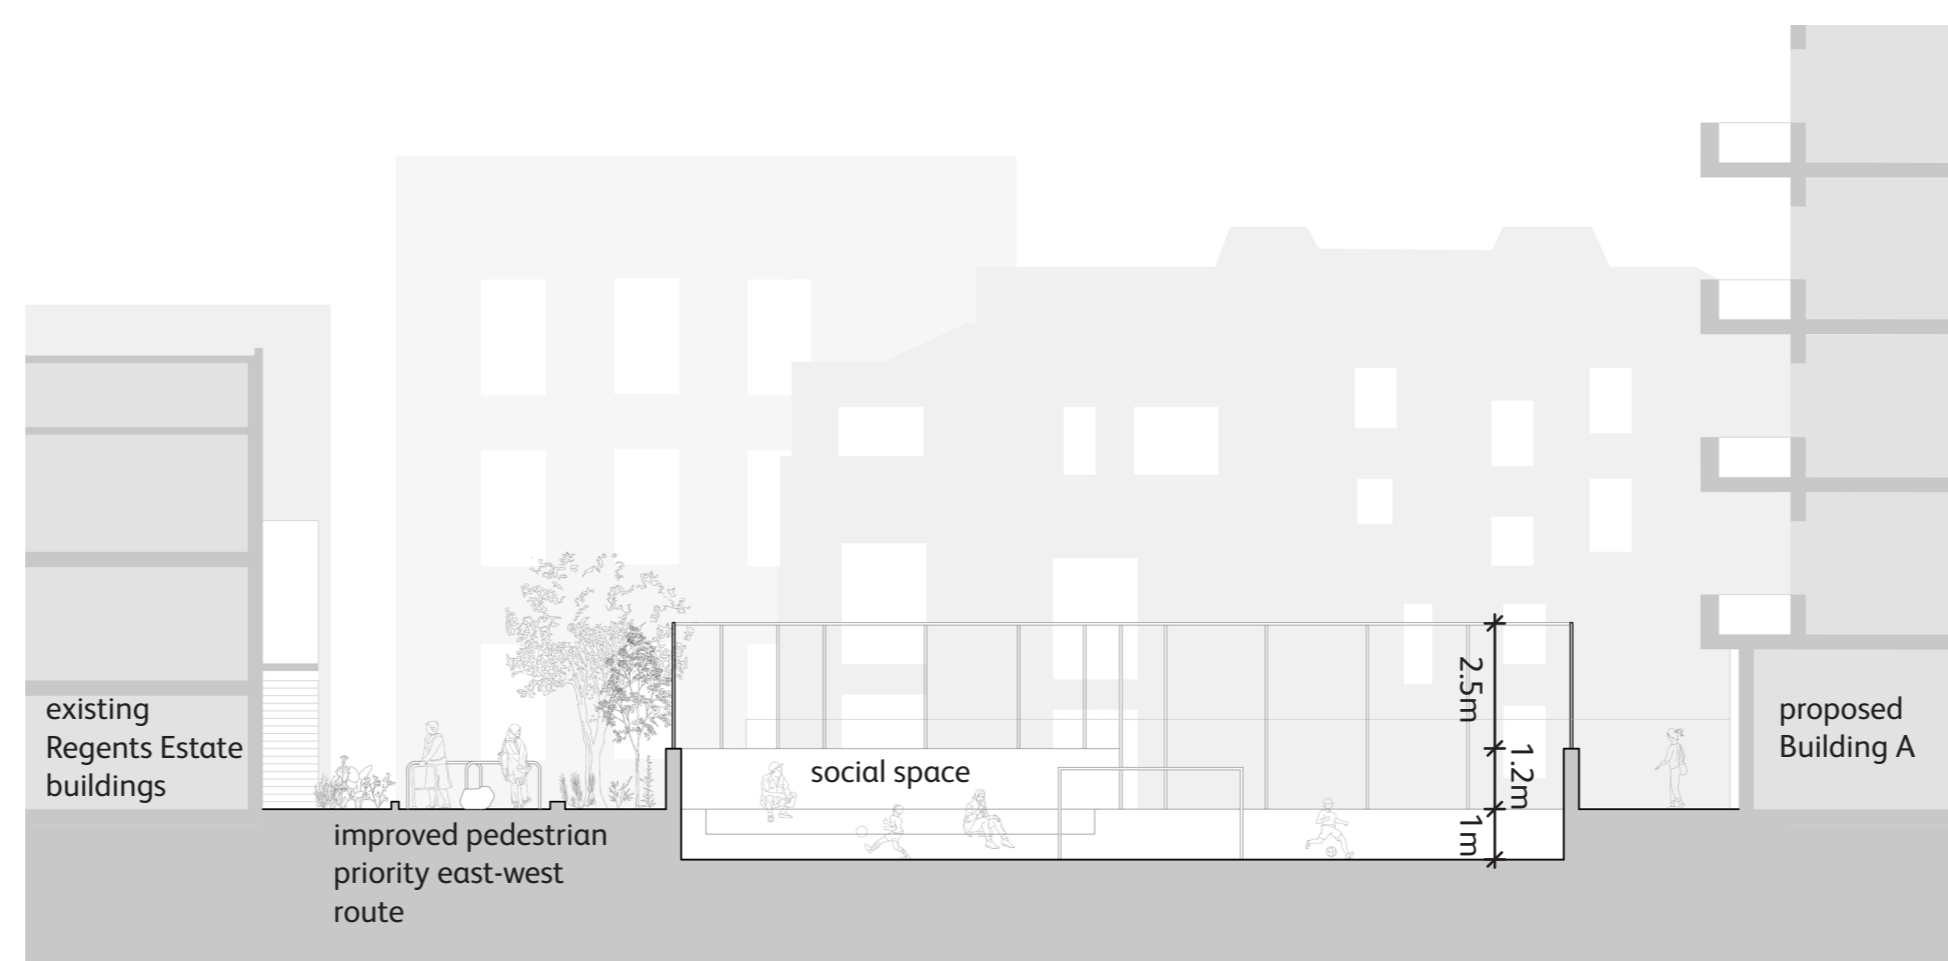 existing
Regents Estate
buildings
improved pedestrian
priority east-west
route
social space
2.5m
1.2m
1m
proposed
Building A